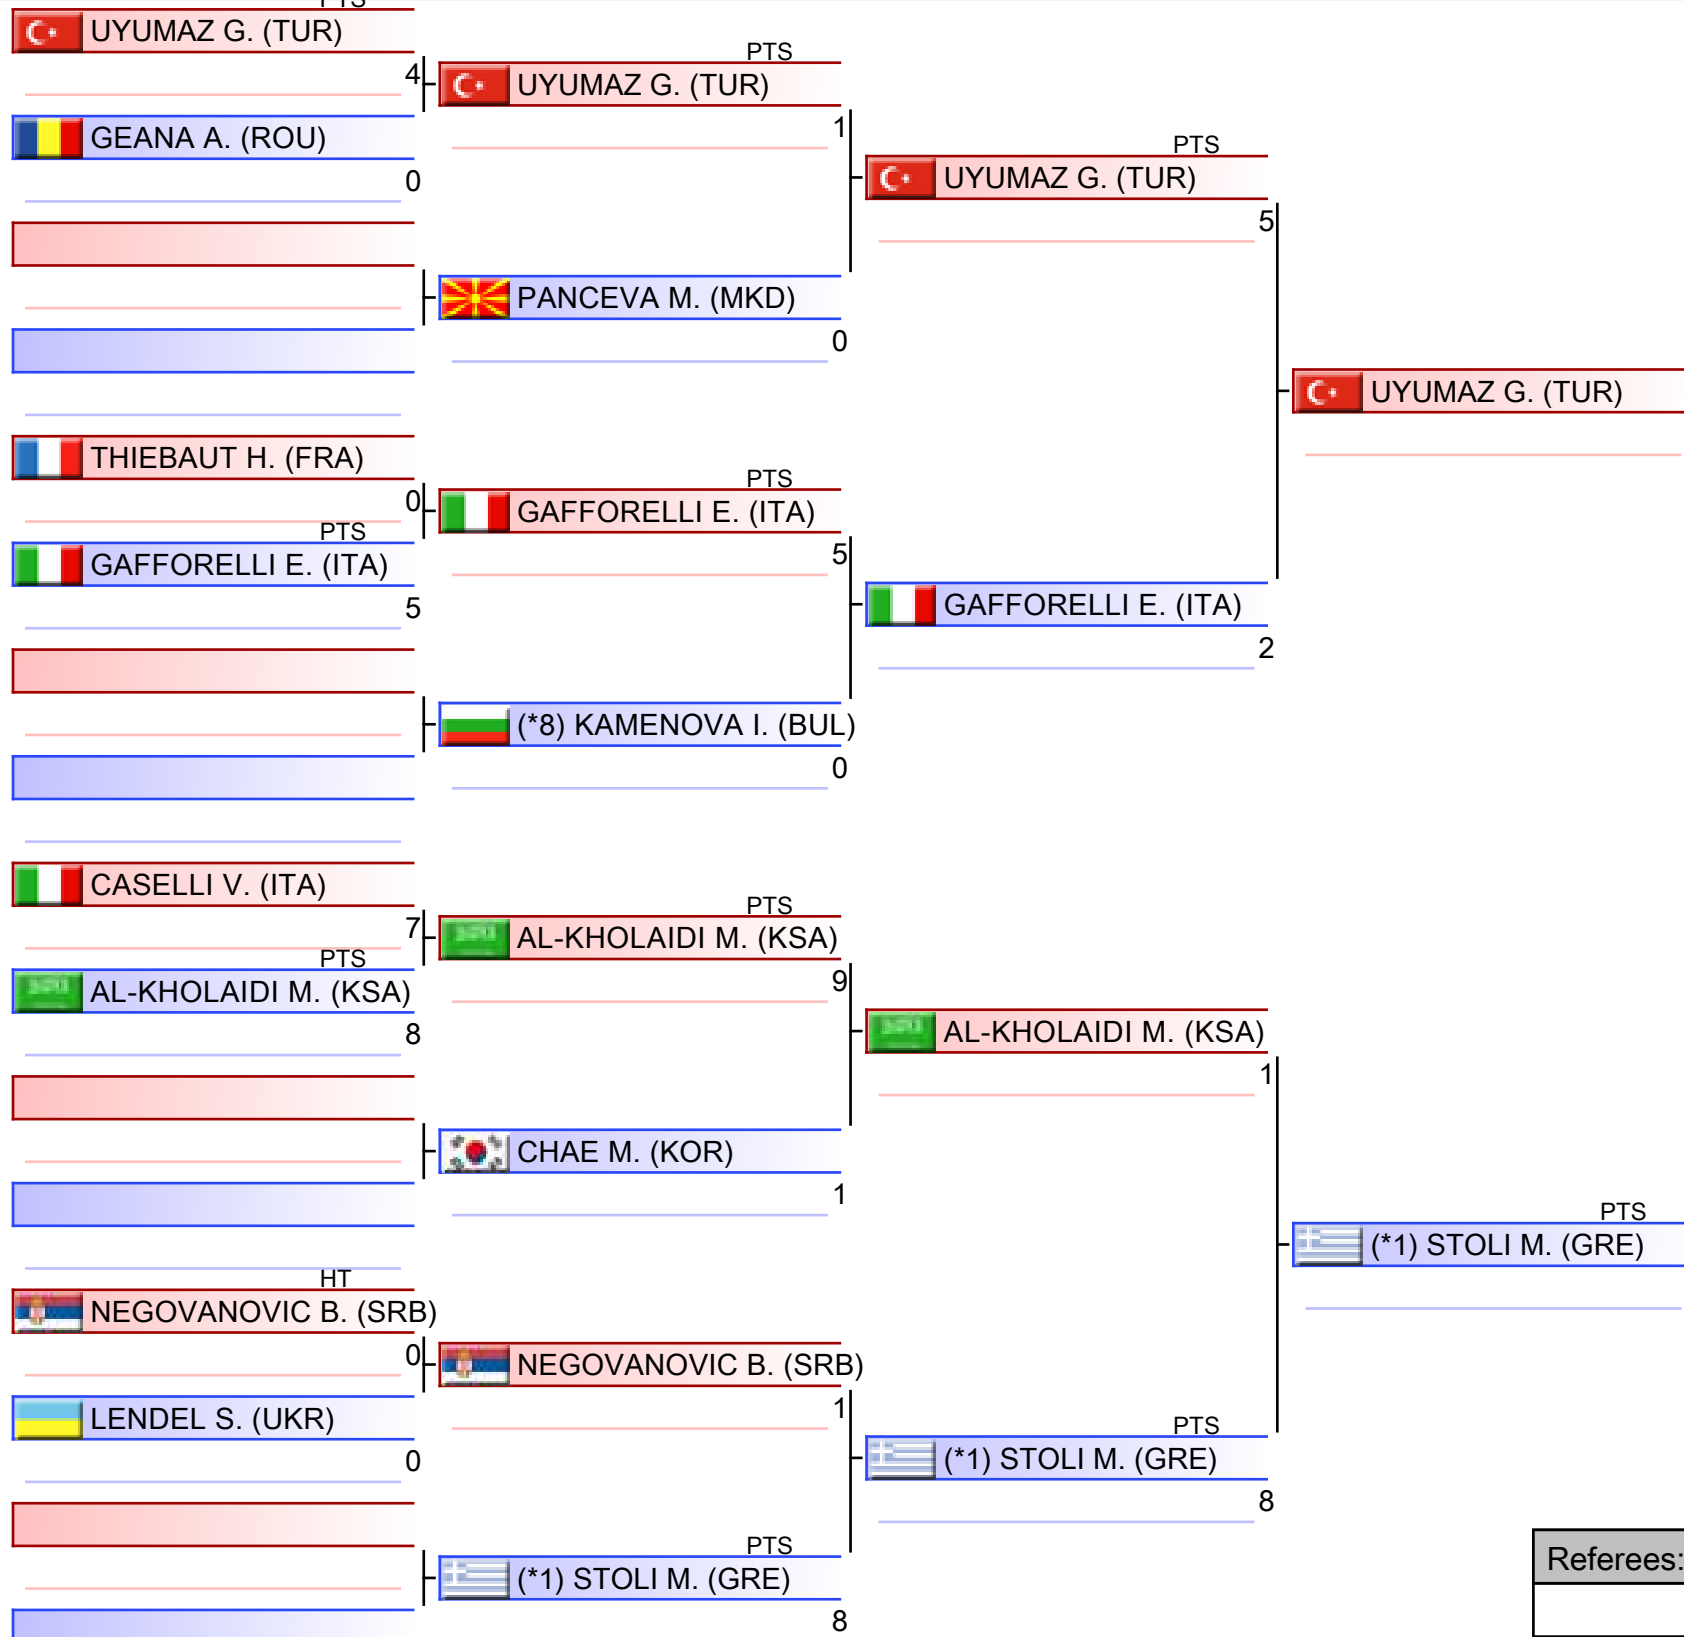 PTS
UYUMAZ G. (TUR)
4
GEANA A. (ROU)
0
THIEBAUT H. (FRA)
0
PTS
GAFFORELLI E. (ITA)
5
CASELLI V. (ITA)
7
PTS
AL-KHOLAIDI M. (KSA)
8
HT
NEGOVANOVIC B. (SRB)
0
LENDEL S. (UKR)
0
PTS
UYUMAZ G. (TUR)
1
PANCEVA M. (MKD)
0
PTS
GAFFORELLI E. (ITA)
5
(*8) KAMENOVA I. (BUL)
0
PTS
AL-KHOLAIDI M. (KSA)
9
CHAE M. (KOR)
1
NEGOVANOVIC B. (SRB)
1
PTS
(*1) STOLI M. (GRE)
8
PTS
UYUMAZ G. (TUR)
5
GAFFORELLI E. (ITA)
2
AL-KHOLAIDI M. (KSA)
1
PTS
(*1) STOLI M. (GRE)
8
UYUMAZ G. (TUR)
PTS
(*1) STOLI M. (GRE)
Referees: